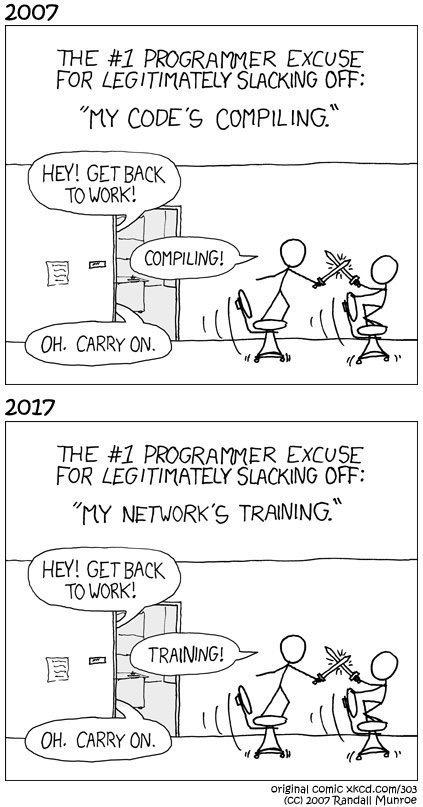 2007
THE #1 PROGRAMMER EXCUSE
FOR LEGITIMATELY SLACKING OFF:
"MY CODE'S COMPILING."
HEY! GET BACK
TO WORK!
COMPILING!
OH. CARRY ON.
2017
THE #1 PROGRAMMER EXCUSE
FOR LEGITIMATELY SLACKING OFF:
"MY NETWORK'S TRAINING."
HEY! GET BACK
TO WORK!
TRAINING!
OH. CARRY ON.
original comic xkcd.com/303
(cc) 2007 Randall Munroe